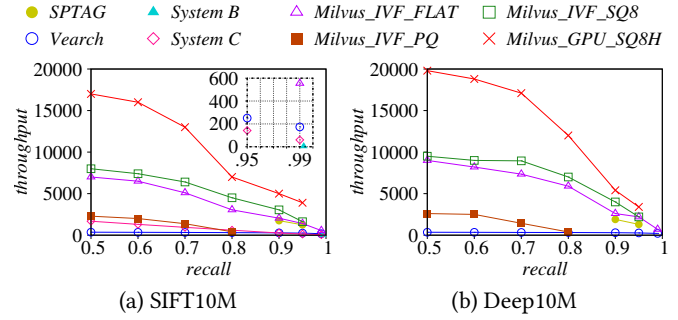 SPTAG System B Milvus_IVF_FLAT Milvus_IVF_SQ8
Vearch System C Milvus_IVF_PQ Milvus_GPU_SQ8H
throughput
20000
15000
10000
5000
0
0.5 0.6 0.7 0.8 0.9 1
recall
600
400
200
0
.95 .99
(a) SIFT10M
throughput
20000
15000
10000
5000
0
0.5 0.6 0.7 0.8 0.9 1
recall
(b) Deep10M